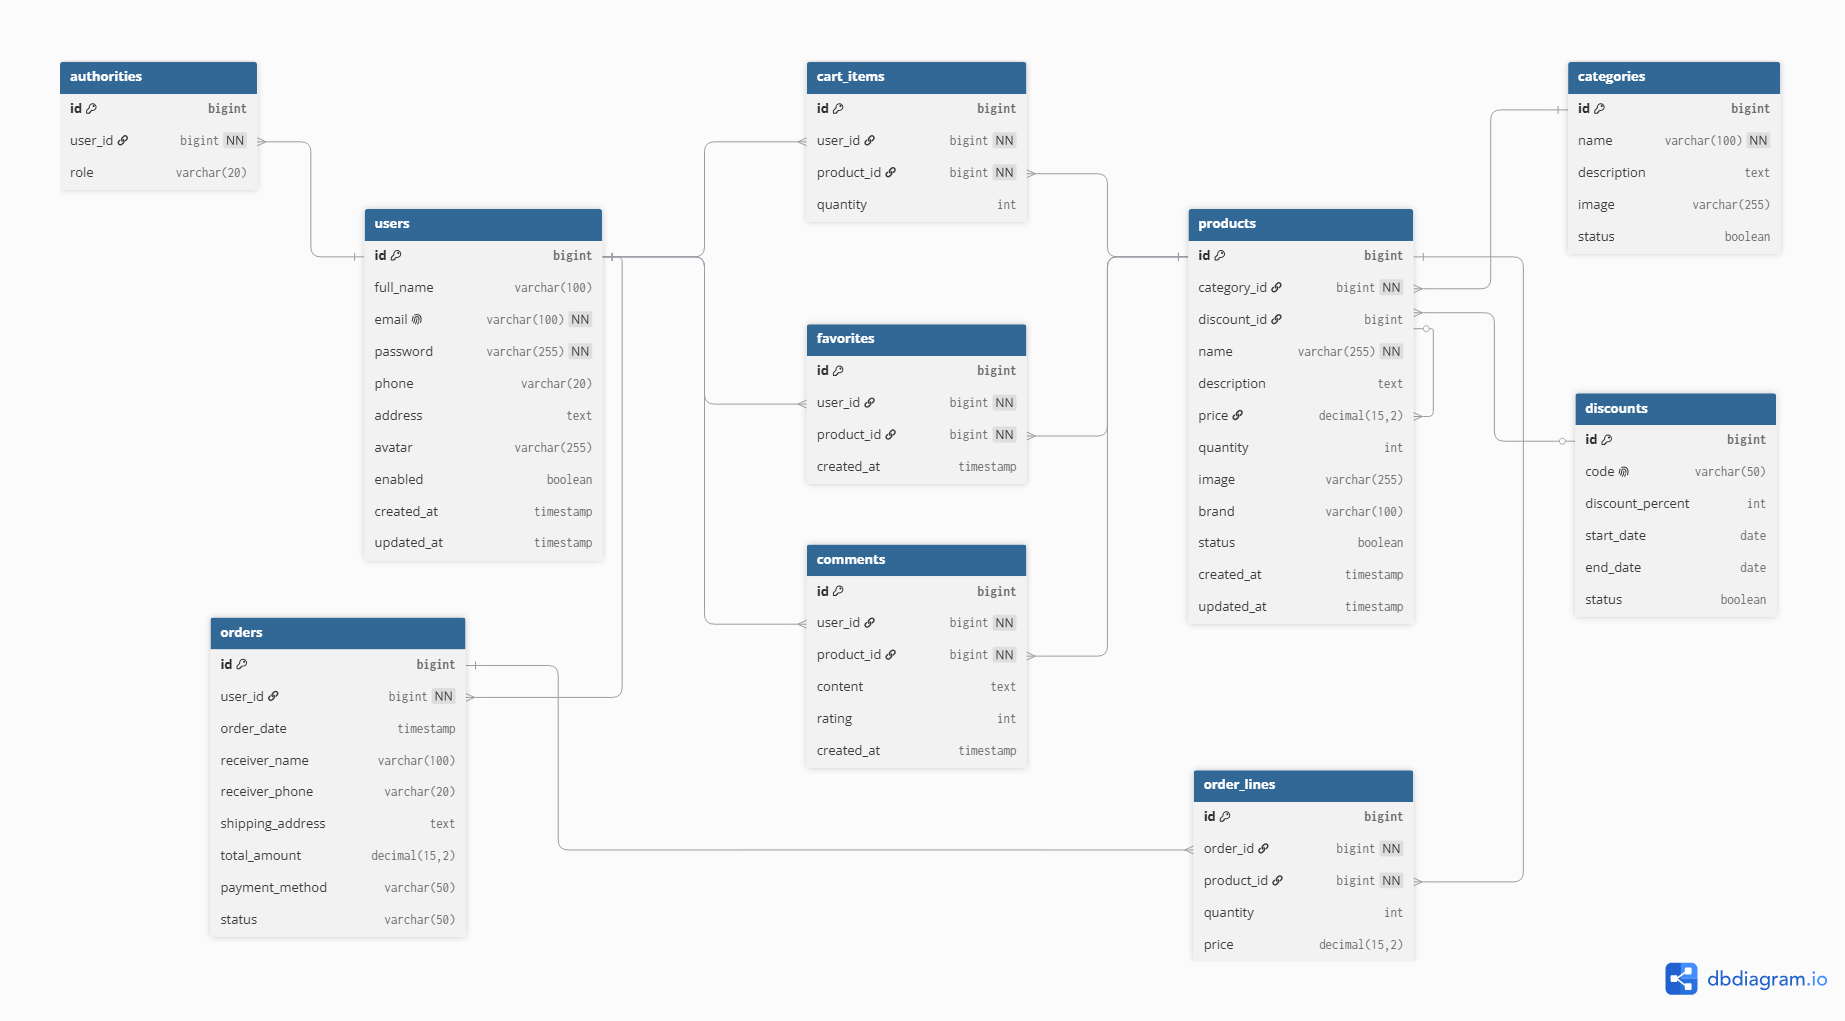 authorities
id bigint
user_id bigint NN
role varchar(20)
users
id bigint
full_name varchar(100)
email varchar(100) NN
password varchar(255) NN
phone varchar(20)
address text
avatar varchar(255)
enabled boolean
created_at timestamp
updated_at timestamp
orders
id bigint
user_id bigint NN
order_date timestamp
receiver_name varchar(100)
receiver_phone varchar(20)
shipping_address text
total_amount decimal(15,2)
payment_method varchar(50)
status varchar(50)
cart_items
id bigint
user_id bigint NN
product_id bigint NN
quantity int
favorites
id bigint
user_id bigint NN
product_id bigint NN
created_at timestamp
comments
id bigint
user_id bigint NN
product_id bigint NN
content text
rating int
created_at timestamp
products
id bigint
category_id bigint NN
discount_id bigint
name varchar(255) NN
description text
price decimal(15,2)
quantity int
image varchar(255)
brand varchar(100)
status boolean
created_at timestamp
updated_at timestamp
order_lines
id bigint
order_id bigint NN
product_id bigint NN
quantity int
price decimal(15,2)
categories
id bigint
name varchar(100) NN
description text
image varchar(255)
status boolean
discounts
id bigint
code varchar(50)
discount_percent int
start_date date
end_date date
status boolean
dbdiagram.io